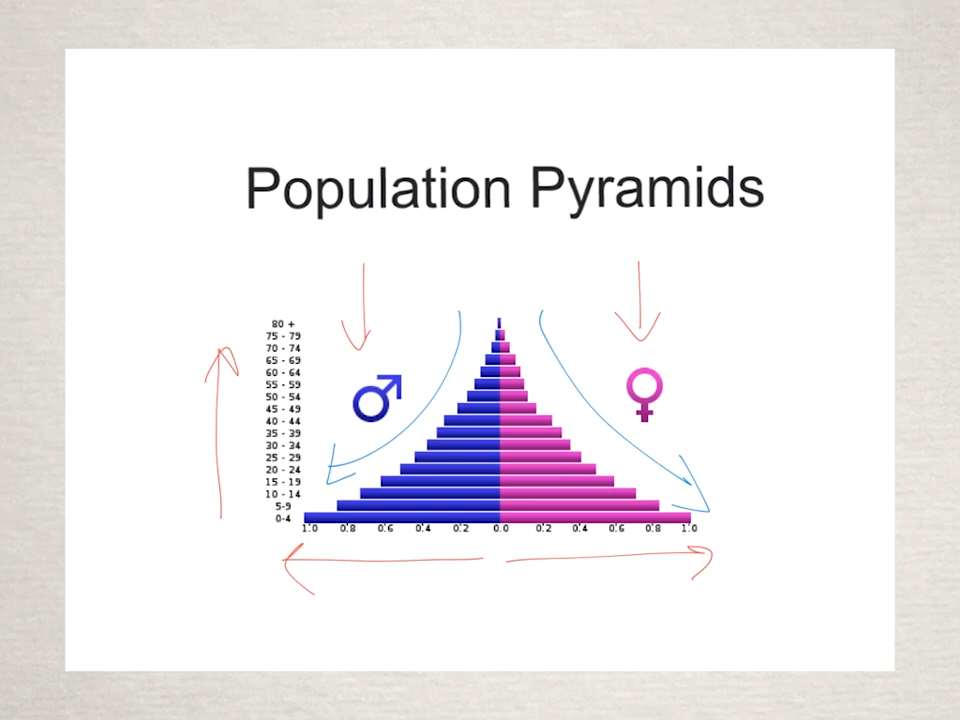 Population Pyramids
80 +
75 - 79
70 - 74
65 - 69
60 - 64
55 - 59
50 - 54
45 - 49
40 - 44
35 - 39
30 - 34
25 - 29
20 - 24
15 - 19
10 - 14
5-9
0-4
1.0 0.8 0.6 0.4 0.2 0.0 0.2 0.4 0.6 0.8 1.0